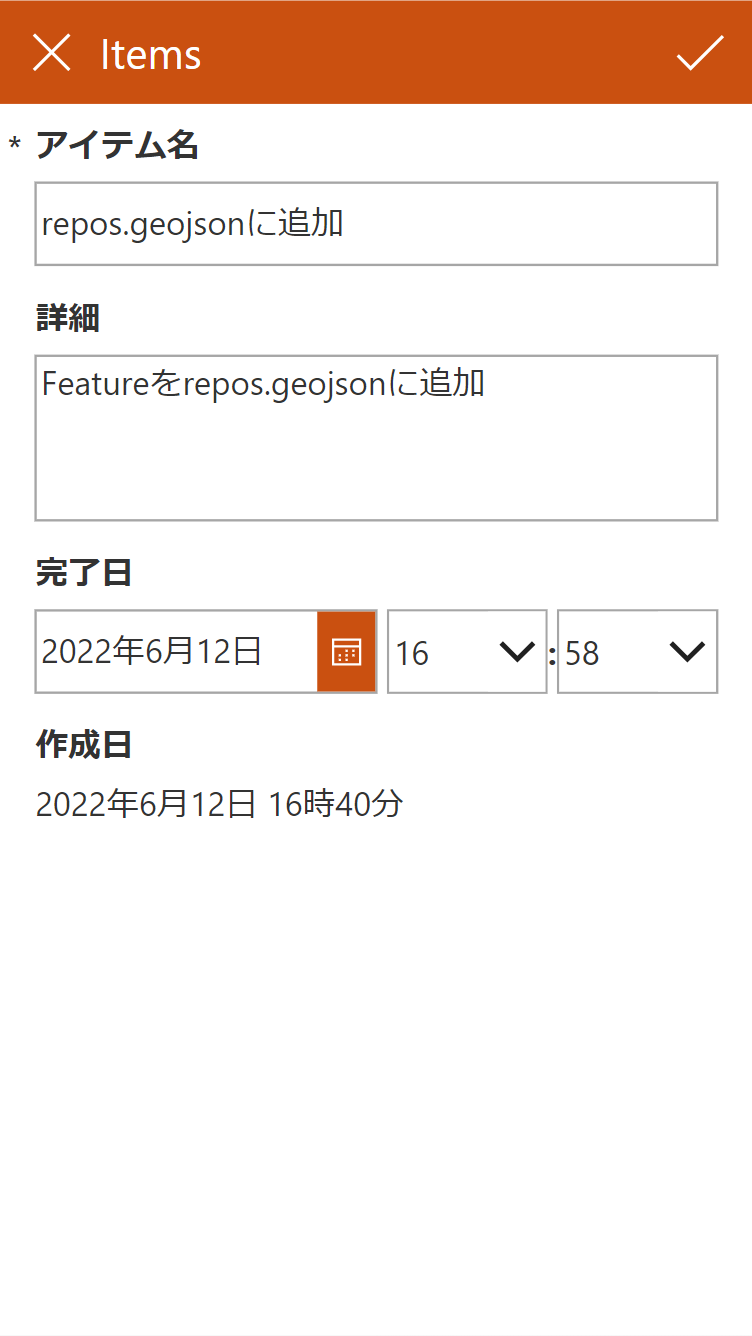 Items
* アイテム名
repos.geojsonに追加
詳細
Featureをrepos.geojsonに追加
完了日
2022年6月12日 16 : 58
作成日
2022年6月12日 16時40分